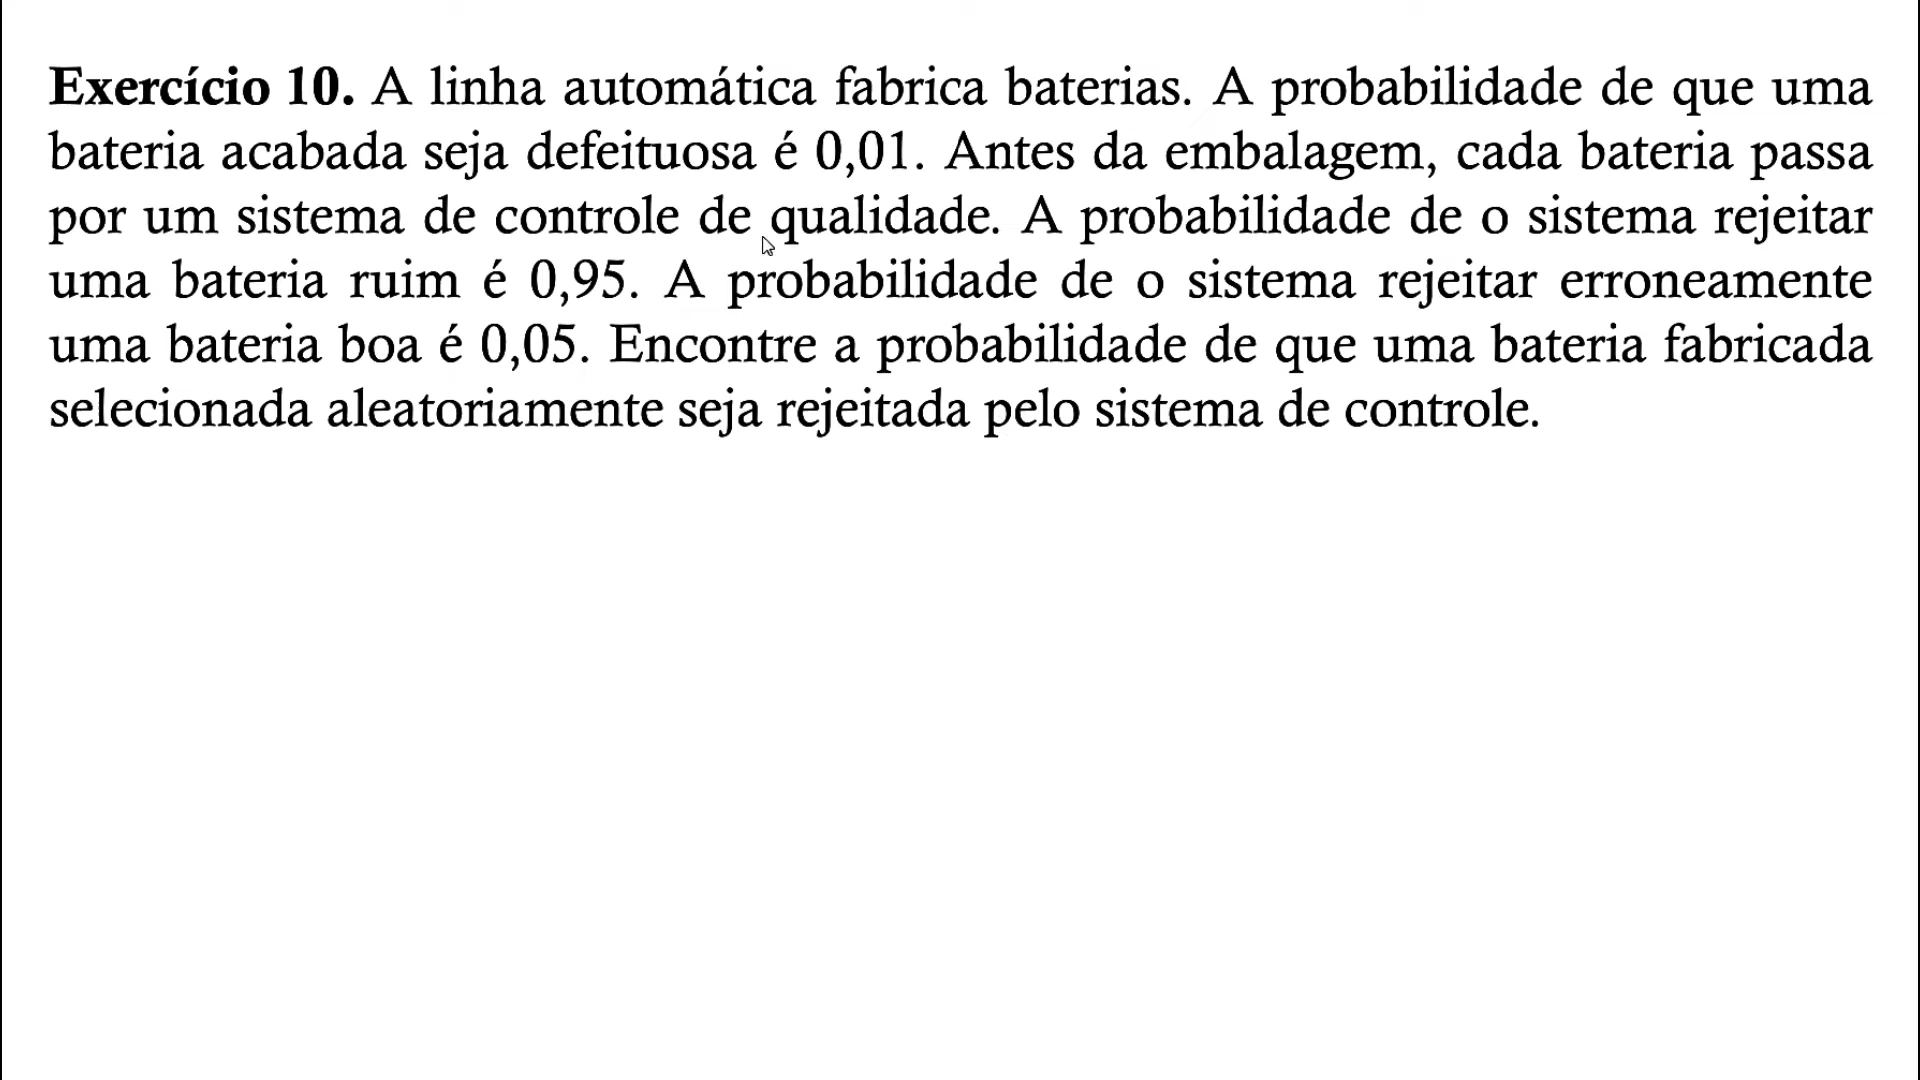 Exercício 10. A linha automática fabrica baterias. A probabilidade de que uma
bateria acabada seja defeituosa é 0,01. Antes da embalagem, cada bateria passa
por um sistema de controle de qualidade. A probabilidade de o sistema rejeitar
uma bateria ruim é 0,95. A probabilidade de o sistema rejeitar erroneamente
uma bateria boa é 0,05. Encontre a probabilidade de que uma bateria fabricada
selecionada aleatoriamente seja rejeitada pelo sistema de controle.